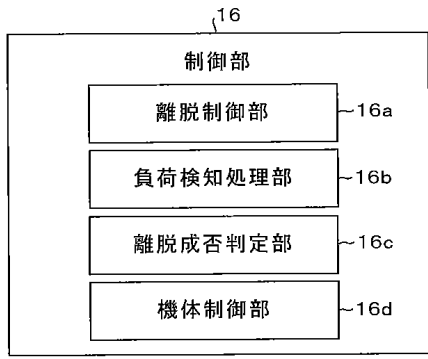 16
制御部
離脱制御部 16a
負荷検知処理部 16b
離脱成否判定部 16c
機体制御部 16d